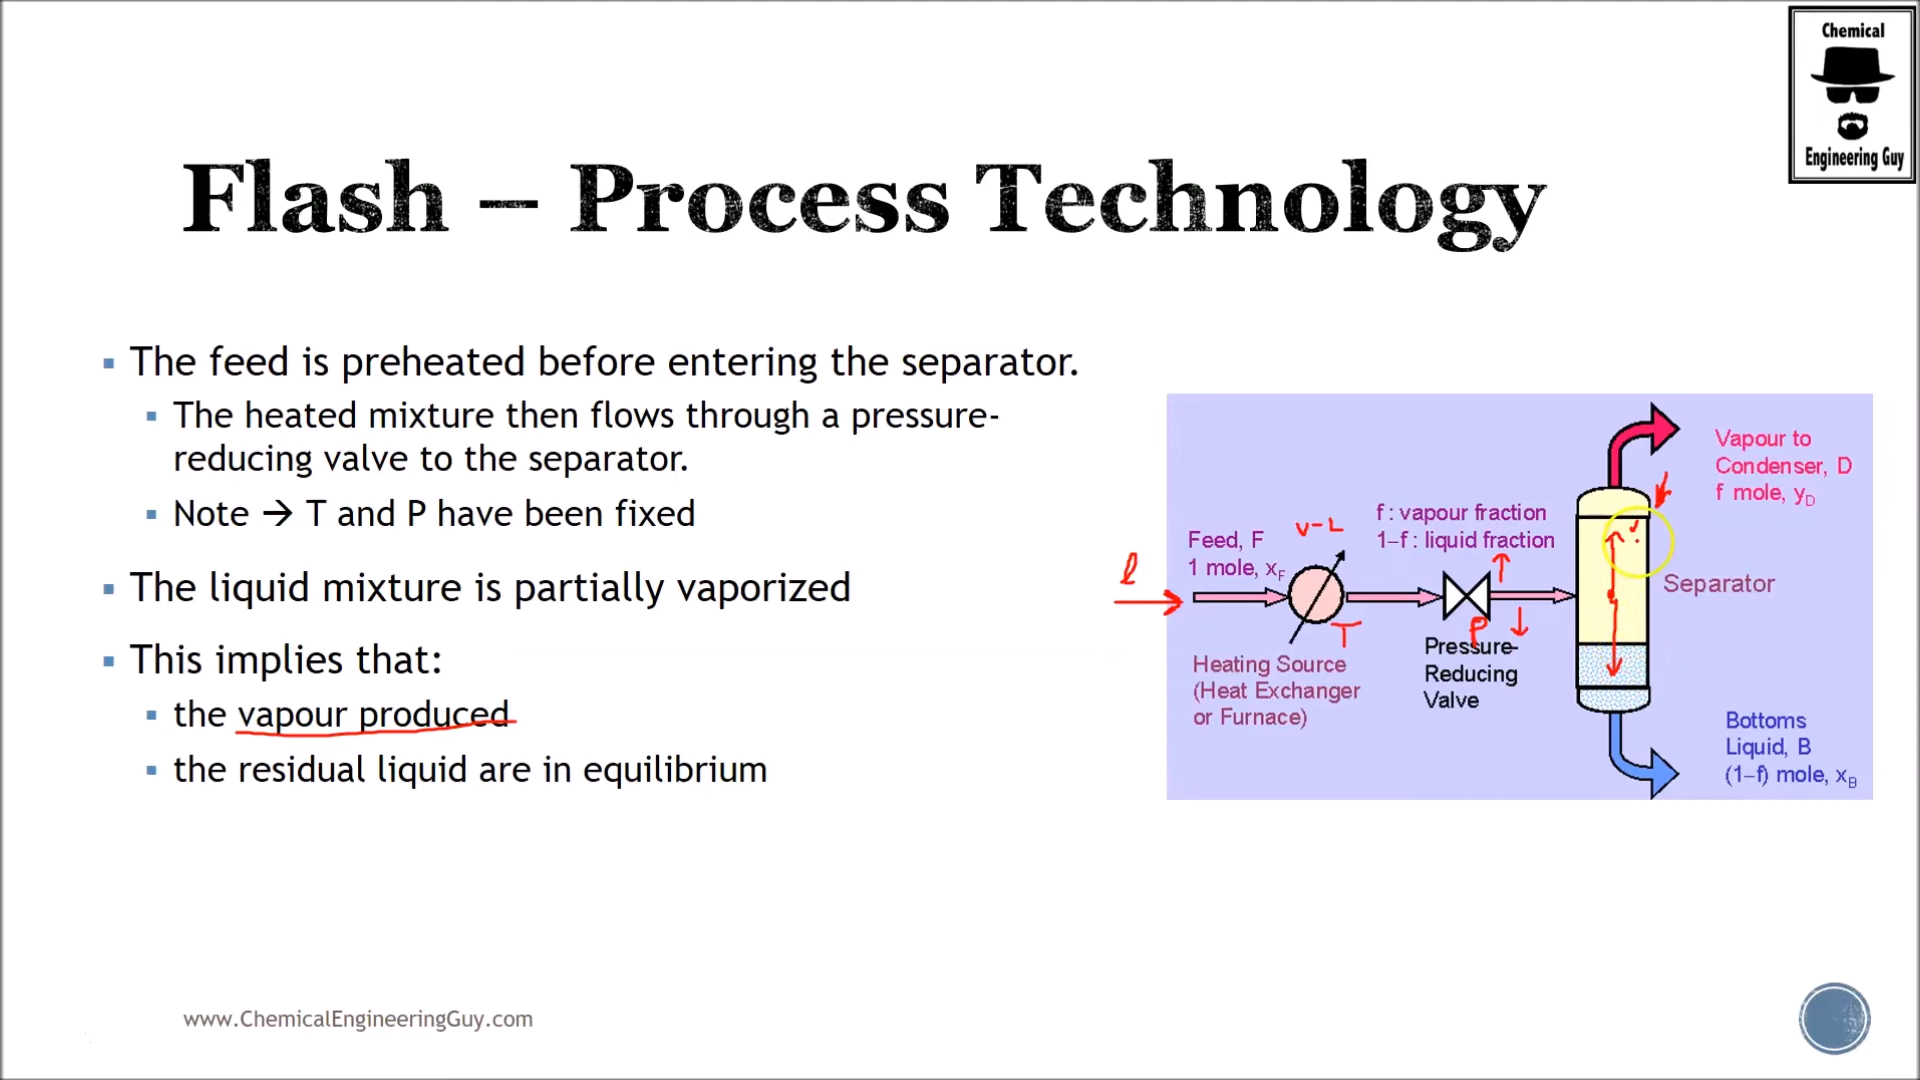 Chemical
Engineering Guy
Flash – Process Technology
▪ The feed is preheated before entering the separator.
▪ The heated mixture then flows through a pressure-
reducing valve to the separator.
▪ Note → T and P have been fixed
▪ The liquid mixture is partially vaporized
▪ This implies that:
▪ the vapour produced
▪ the residual liquid are in equilibrium
Vapour to
Condenser, D
f mole, yD
f : vapour fraction
1–f : liquid fraction
V-L
Feed, F
1 mole, xF
l
Separator
T
P
Pressure-
Reducing
Valve
Heating Source
(Heat Exchanger
or Furnace)
Bottoms
Liquid, B
(1–f) mole, xB
www.ChemicalEngineeringGuy.com